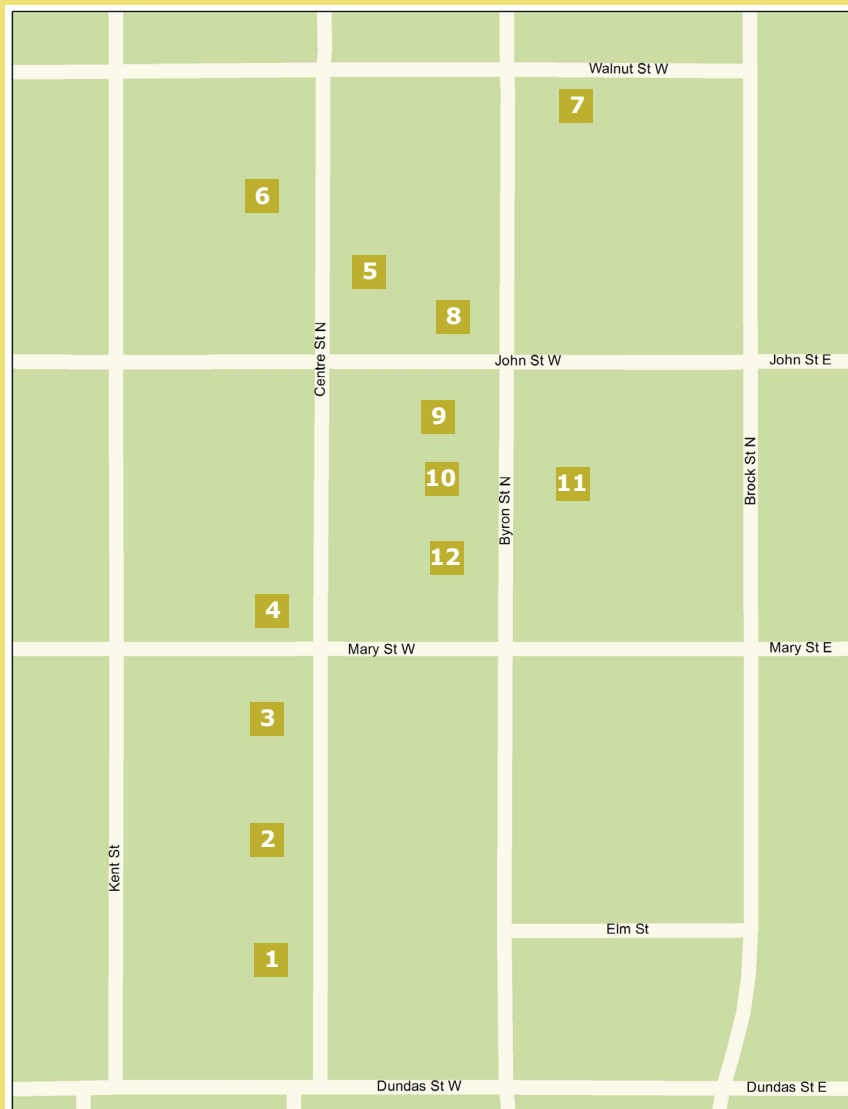 Walnut St W
7
6
5
8
Centre St N
John St W
John St E
9
10
11
Brock St N
Byron St N
12
4
Mary St W
Mary St E
3
2
Kent St
Elm St
1
Dundas St W
Dundas St E